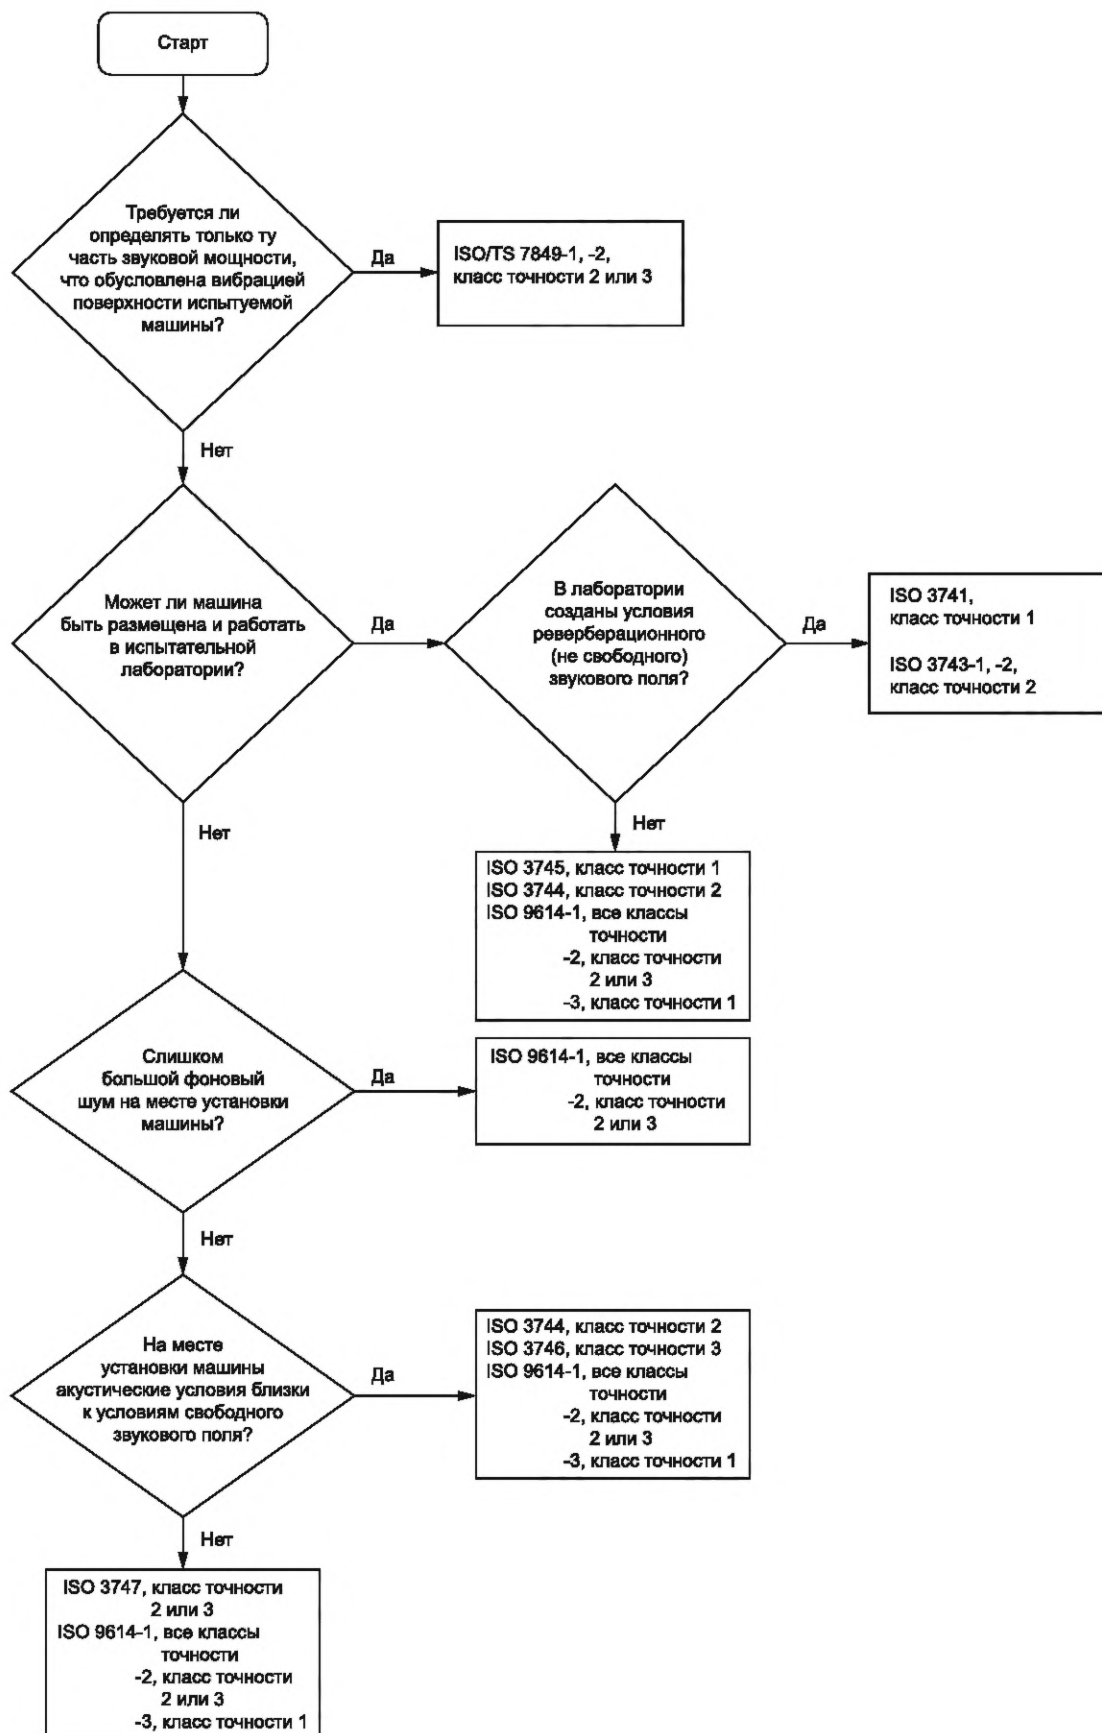 Старт
Требуется ли
определять только ту
часть звуковой мощности,
что обусловлена вибрацией
поверхности испытуемой
машины?
Да
ISO/TS 7849-1, -2,
класс точности 2 или 3
Нет
Может ли машина
быть размещена и работать
в испытательной
лаборатории?
Да
В лаборатории
созданы условия
реверберационного
(не свободного)
звукового поля?
Да
ISO 3741,
класс точности 1
ISO 3743-1, -2,
класс точности 2
Нет
Нет
ISO 3745, класс точности 1
ISO 3744, класс точности 2
ISO 9614-1, все классы
точности
-2, класс точности
2 или 3
-3, класс точности 1
Слишком
большой фоновый
шум на месте установки
машины?
Да
ISO 9614-1, все классы
точности
-2, класс точности
2 или 3
Нет
На месте
установки машины
акустические условия близки
к условиям свободного
звукового поля?
Да
ISO 3744, класс точности 2
ISO 3746, класс точности 3
ISO 9614-1, все классы
точности
-2, класс точности
2 или 3
-3, класс точности 1
Нет
ISO 3747, класс точности
2 или 3
ISO 9614-1, все классы
точности
-2, класс точности
2 или 3
-3, класс точности 1